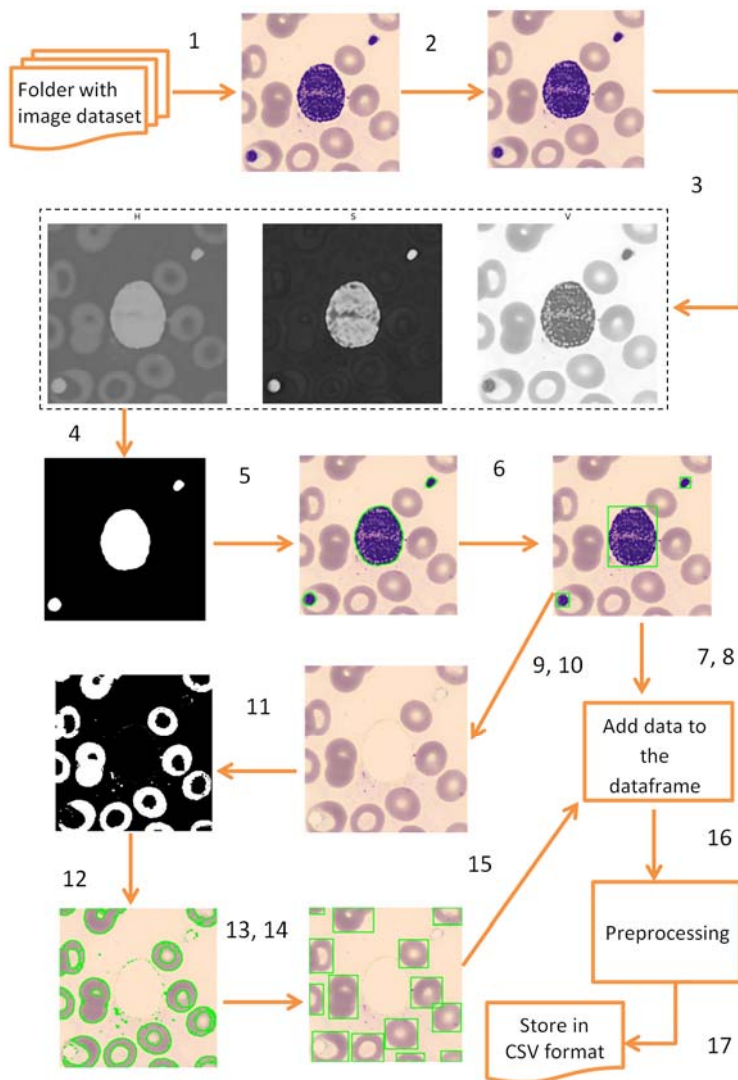 1
2
Folder with
image dataset
3
H
S
V
4
5
6
9, 10
7, 8
11
Add data to
the
dataframe
12
15
16
13, 14
Preprocessing
Store in
CSV format
17